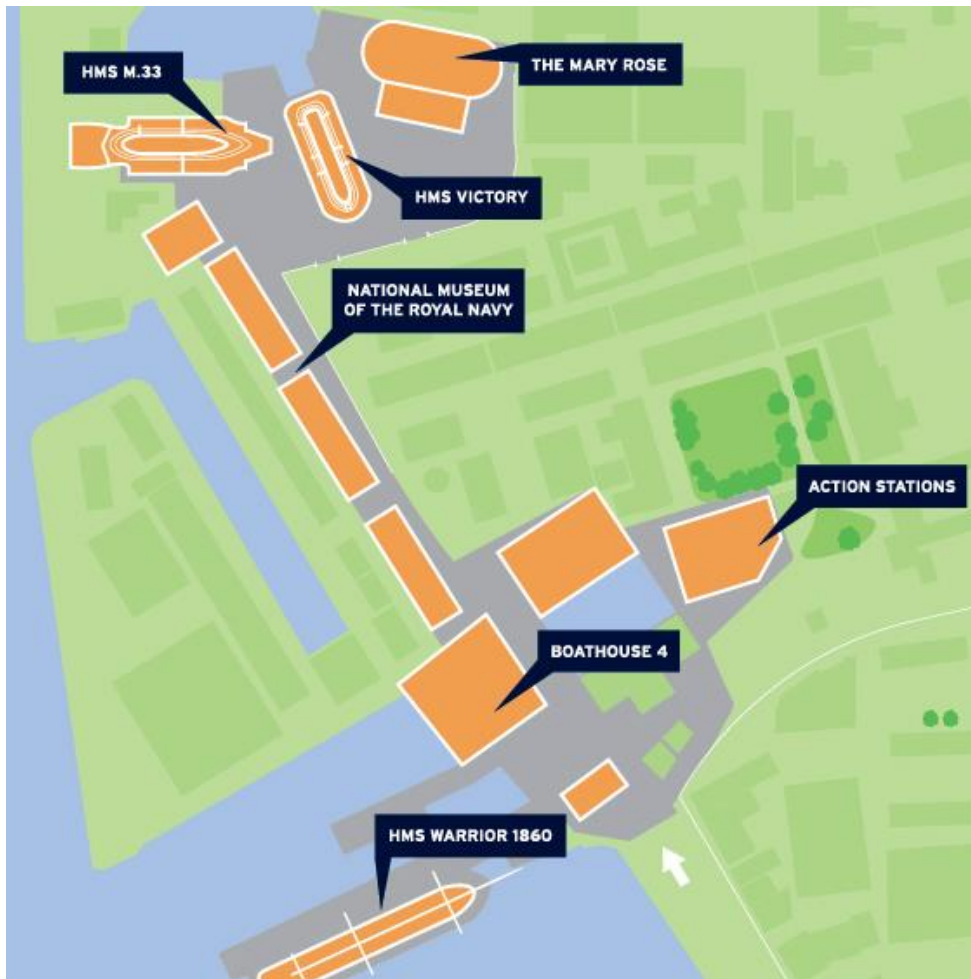 THE MARY ROSE
HMS M.33
HMS VICTORY
NATIONAL MUSEUM
OF THE ROYAL NAVY
ACTION STATIONS
BOATHOUSE 4
HMS WARRIOR 1860